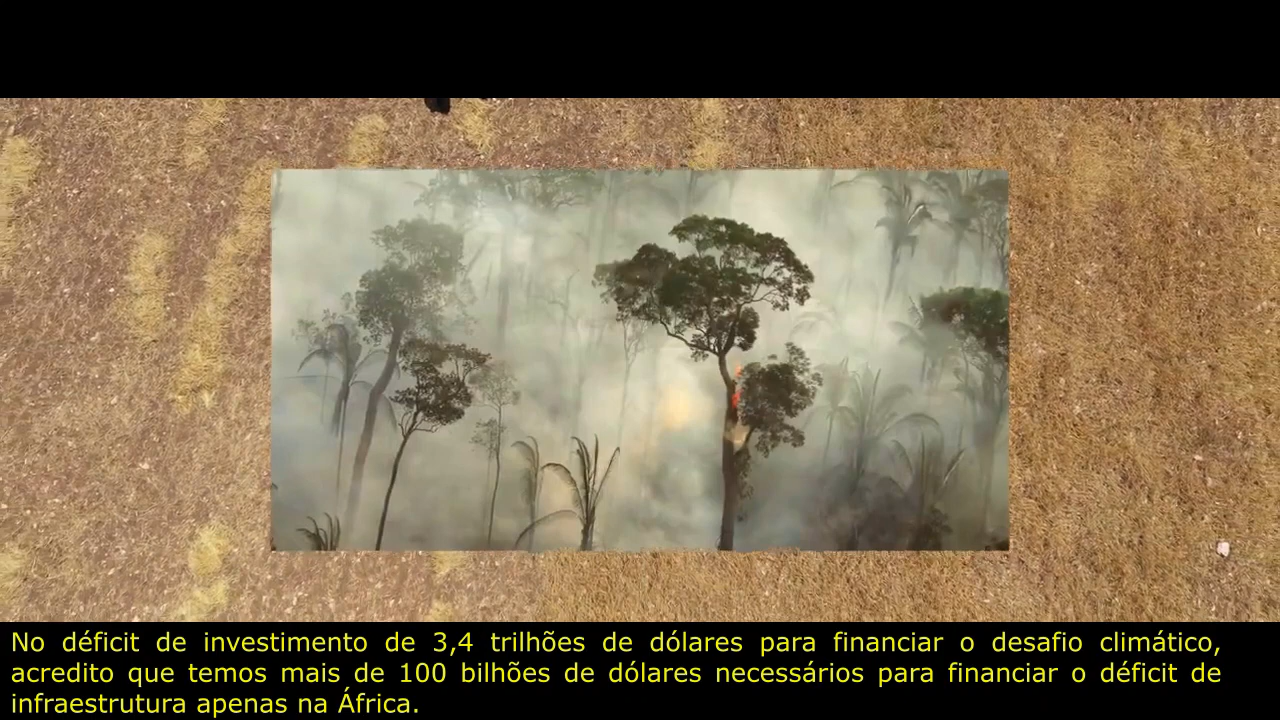 No déficit de investimento de 3,4 trilhões de dólares para financiar o desafio climático,
acredito que temos mais de 100 bilhões de dólares necessários para financiar o déficit de
infraestrutura apenas na África.